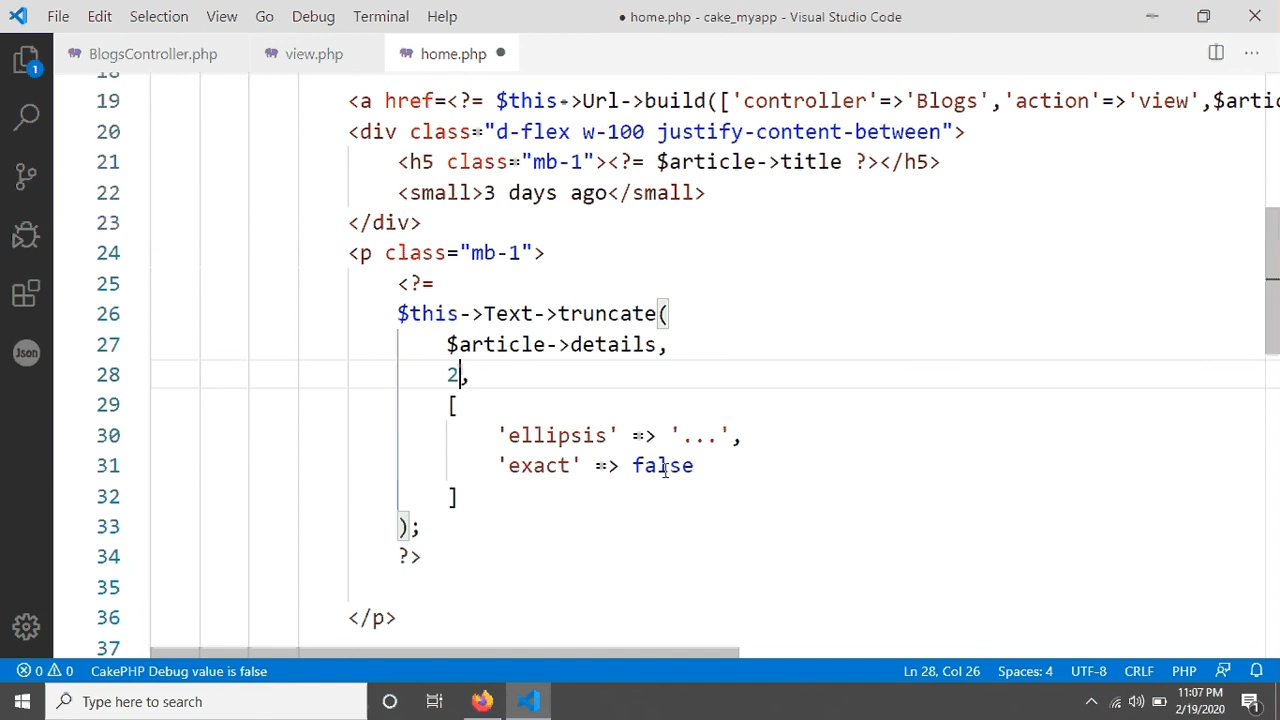 File Edit Selection View Go Debug Terminal Help ● home.php - cake_myapp - Visual Studio Code
BlogsController.php view.php home.php
1
18
19 <a href=<?= $this->Url->build(['controller'=>'Blogs','action'=>'view',$artic
20 <div class="d-flex w-100 justify-content-between">
21 <h5 class="mb-1"><?= $article->title ?></h5>
22 <small>3 days ago</small>
23 </div>
24 <p class="mb-1">
25 <?=
26 $this->Text->truncate(
27 $article->details,
28 2,
29 [
30 'ellipsis' => '...',
31 'exact' => false
32 ]
33 );
34 ?>
35
36 </p>
37
Json
0 0 CakePHP Debug value is false Ln 28, Col 26 Spaces: 4 UTF-8 CRLF PHP
Type here to search
11:07 PM
2/19/2020
1